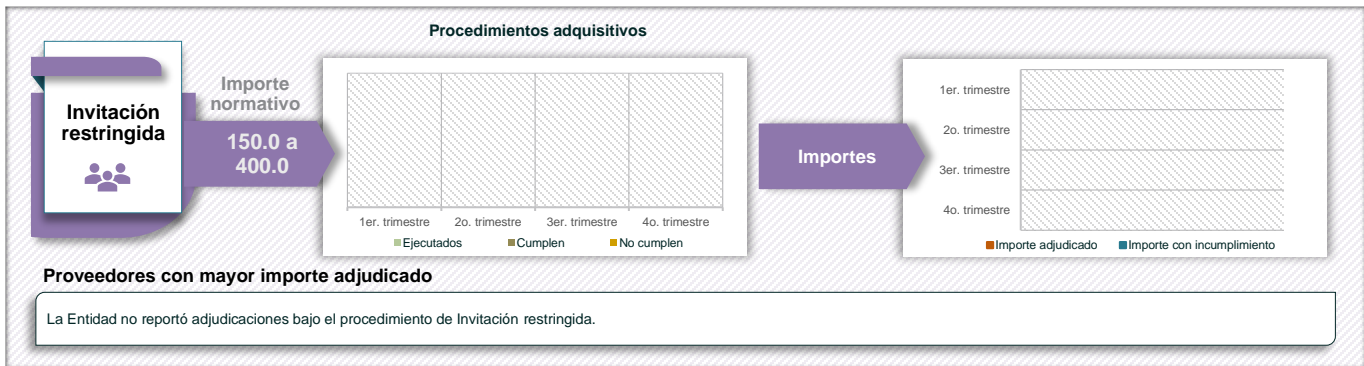 Procedimientos adquisitivos
Invitación
restringida
Importe
normativo
150.0 a
400.0
1er. trimestre 2o. trimestre 3er. trimestre 4o. trimestre
Ejecutados Cumplen No cumplen
Importes
1er. trimestre
2o. trimestre
3er. trimestre
4o. trimestre
Importe adjudicado Importe con incumplimiento
Proveedores con mayor importe adjudicado
La Entidad no reportó adjudicaciones bajo el procedimiento de Invitación restringida.